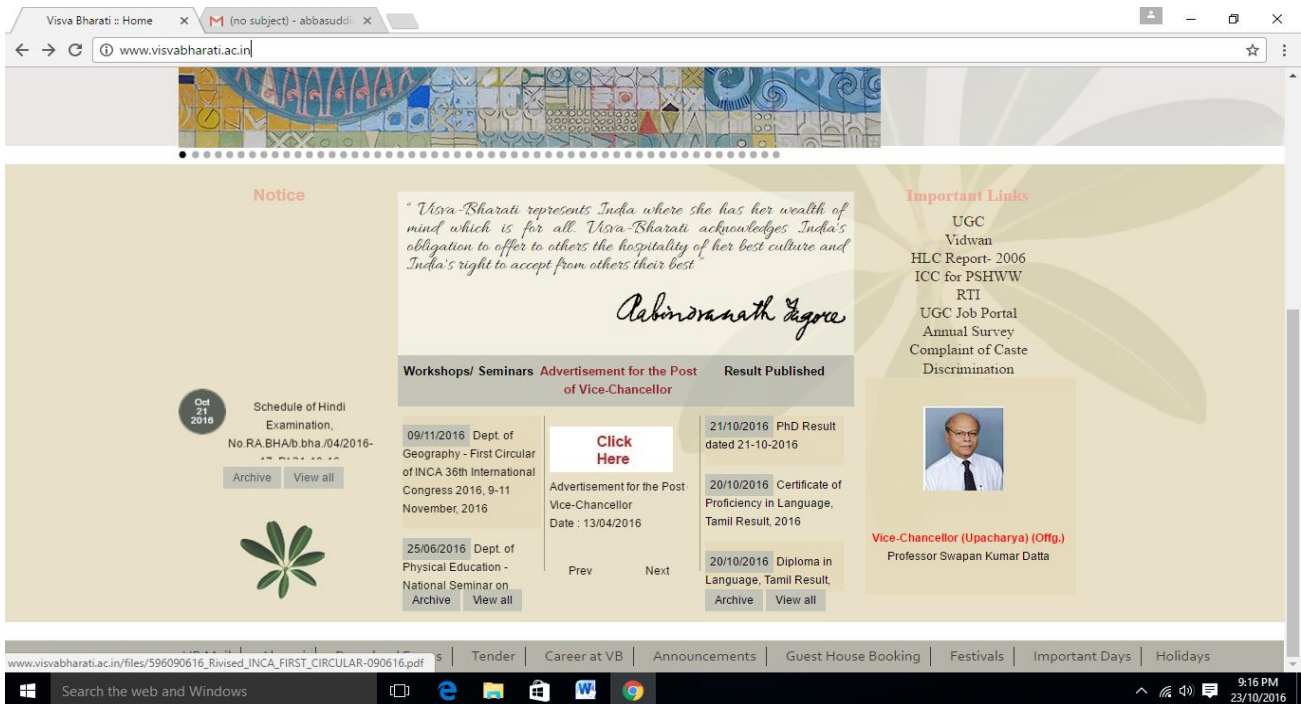 Visva Bharati :: Home
(no subject) - abbasuddi
www.visvabharati.ac.in
Notice
Oct
21
2016
Schedule of Hindi
Examination,
No.RA.BHA/b.bha./04/2016-
Archive View all
“ Visva-Bharati represents India where she has her wealth of
mind which is for all. Visva-Bharati acknowledges India's
obligation to offer to others the hospitality of her best culture and
India's right to accept from others their best ”
Rabindranath Tagore
Workshops/ Seminars
09/11/2016 Dept. of
Geography - First Circular
of INCA 36th International
Congress 2016, 9-11
November, 2016
25/06/2016 Dept. of
Physical Education -
National Seminar on
Archive View all
Advertisement for the Post
of Vice-Chancellor
Click
Here
Advertisement for the Post
Vice-Chancellor
Date : 13/04/2016
Prev Next
Result Published
21/10/2016 PhD Result
dated 21-10-2016
20/10/2016 Certificate of
Proficiency in Language,
Tamil Result, 2016
20/10/2016 Diploma in
Language, Tamil Result,
Archive View all
Important Links
UGC
Vidwan
HLC Report- 2006
ICC for PSHWW
RTI
UGC Job Portal
Annual Survey
Complaint of Caste
Discrimination
Vice-Chancellor (Upacharya) (Offg.)
Professor Swapan Kumar Datta
Tender | Career at VB | Announcements | Guest House Booking | Festivals | Important Days | Holidays
www.visvabharati.ac.in/files/596090616_Rivised_INCA_FIRST_CIRCULAR-090616.pdf
Search the web and Windows
9:16 PM
23/10/2016